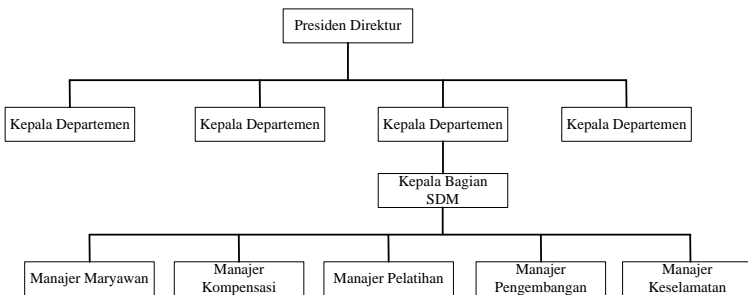 Presiden Direktur
Kepala Departemen
Kepala Departemen
Kepala Departemen
Kepala Departemen
Kepala Bagian
SDM
Manajer Maryawan
Manajer
Kompensasi
Manajer Pelatihan
Manajer
Pengembangan
Manajer
Keselamatan